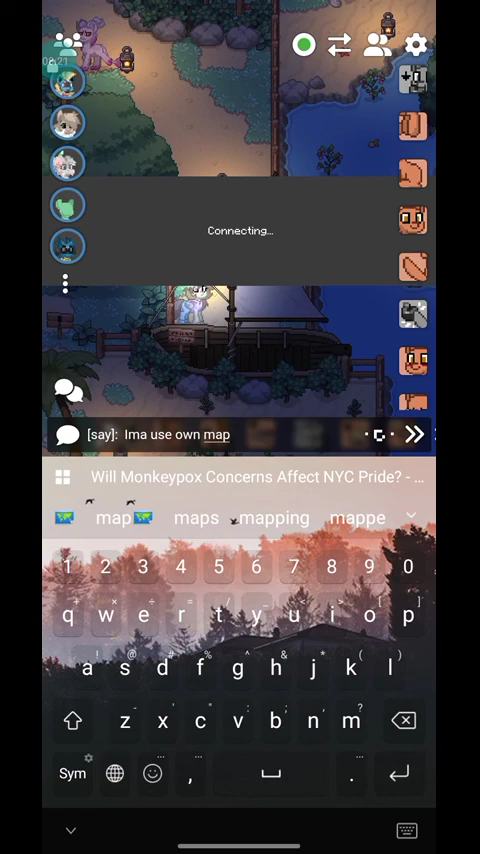 08:21
Connecting...
[say]: Ima use own map
Will Monkeypox Concerns Affect NYC Pride? - ...
map
maps
mapping
mappe
1 2 3 4 5 6 7 8 9 0
q w e r t y u i o p
a s d f g h j k l
z x c v b n m
Sym , .